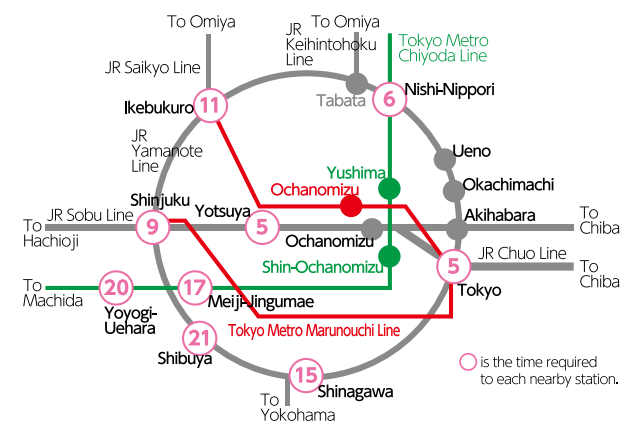 To Omiya
To Omiya
JR
Keihintohoku
Line
Tokyo Metro
Chiyoda Line
JR Saikyo Line
Tabata
Nishi-Nippori
6
Ikebukuro
11
JR
Yamanote
Line
Ueno
Yushima
Okachimachi
Ochanomizu
Shinjuku
Yotsuya
Akihabara
To
Hachioji
JR Sobu Line
9
5
Ochanomizu
To
Chiba
Shin-Ochanomizu
JR Chuo Line
5
Tokyo
To
Chiba
To
Machida
20
17
Meiji-Jingumae
Yoyogi-
Uehara
Tokyo Metro Marunouchi Line
21
Shibuya
15
Shinagawa
To
Yokohama
is the time required
to each nearby station.